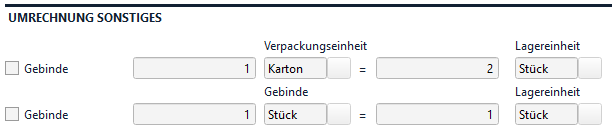 UMRECHNUNG SONSTIGES
Verpackungseinheit Lagereinheit
Gebinde 1 Karton = 2 Stück
Gebinde Lagereinheit
Gebinde 1 Stück = 1 Stück